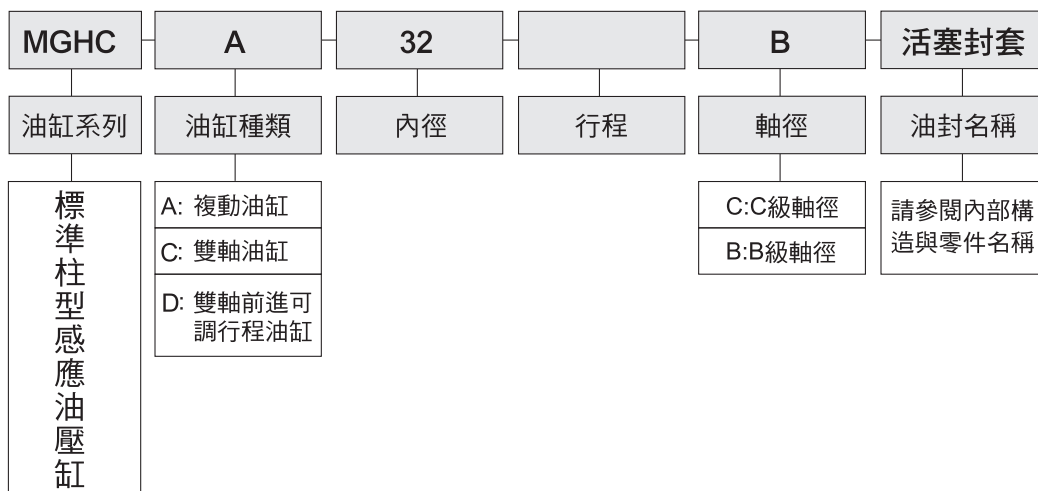 MGHC A 32 B 活塞封套
油缸系列 油缸種類 內徑 行程 軸徑 油封名稱
標準柱型感應油壓缸
A: 複動油缸
C: 雙軸油缸
D: 雙軸前進可
調行程油缸
C:C級軸徑
B:B級軸徑
請參閱內部構
造與零件名稱